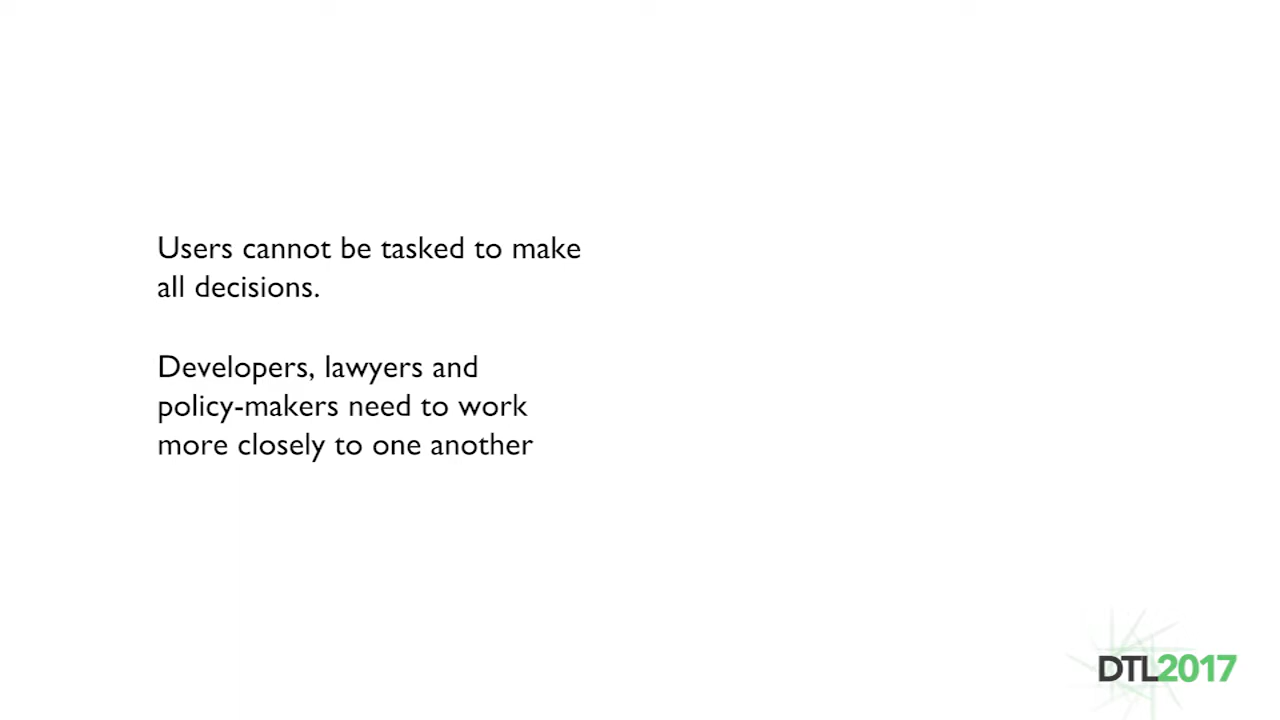 Users cannot be tasked to make
all decisions.
Developers, lawyers and
policy-makers need to work
more closely to one another
DTL2017